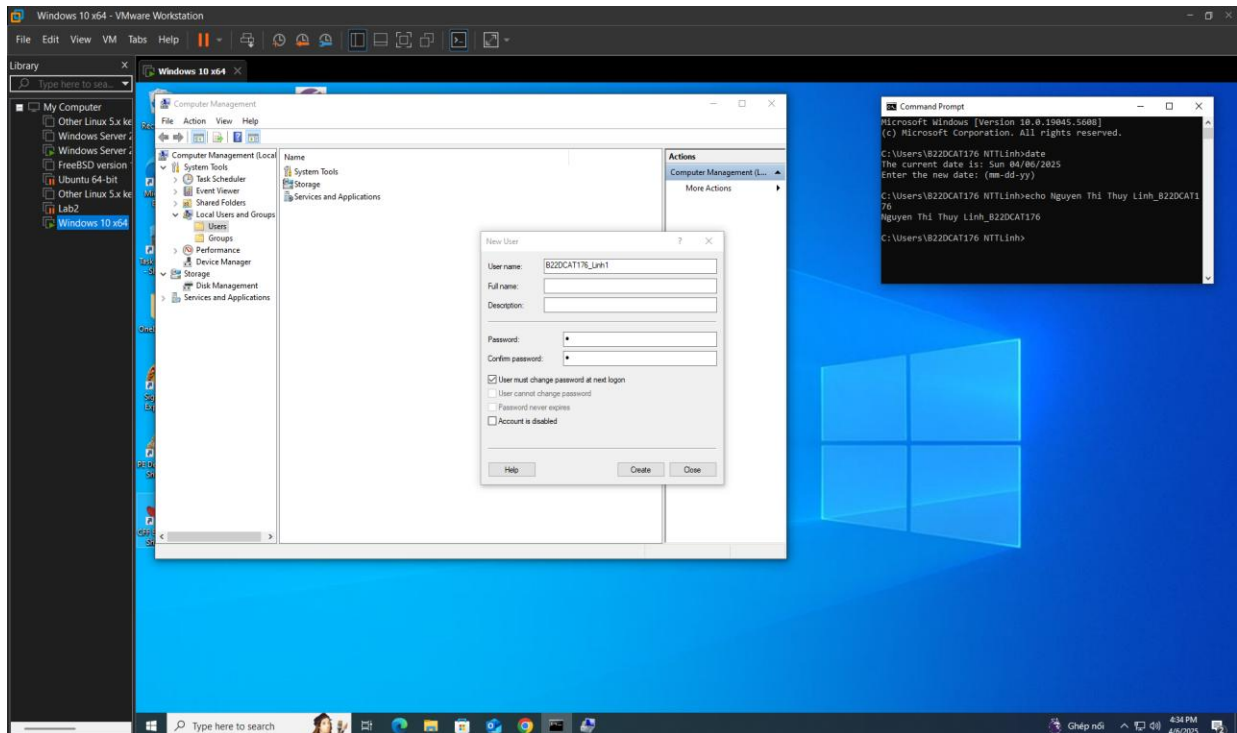 Windows 10 x64 - VMware Workstation
File Edit View VM Tabs Help
Library X
Type here to sea...
Windows 10 x64
My Computer
Other Linux 5.x ke
Windows Server 2
Windows Server 2
FreeBSD version
Ubuntu 64-bit
Other Linux 5.x ke
Lab2
Windows 10 x64
Computer Management
File Action View Help
Computer Management (Local
System Tools
Task Scheduler
Event Viewer
Shared Folders
Local Users and Groups
Users
Groups
Performance
Device Manager
Storage
Disk Management
Services and Applications
Name
System Tools
Storage
Services and Applications
Actions
Computer Management (L...
More Actions
New User ? X
User name: B22DCAT176_Linh1
Full name:
Description:
Password: •
Confirm password: •
User must change password at next logon
User cannot change password
Password never expires
Account is disabled
Help Create Close
Command Prompt
Microsoft Windows [Version 10.0.19045.5608]
(c) Microsoft Corporation. All rights reserved.
C:\Users\B22DCAT176 NTTLinh>date
The current date is: Sun 04/06/2025
Enter the new date: (mm-dd-yy)
C:\Users\B22DCAT176 NTTLinh>echo Nguyen Thi Thuy Linh_B22DCAT1
76
Nguyen Thi Thuy Linh_B22DCAT176
C:\Users\B22DCAT176 NTTLinh>
Type here to search
Ghép nối
4:34 PM
4/6/2025